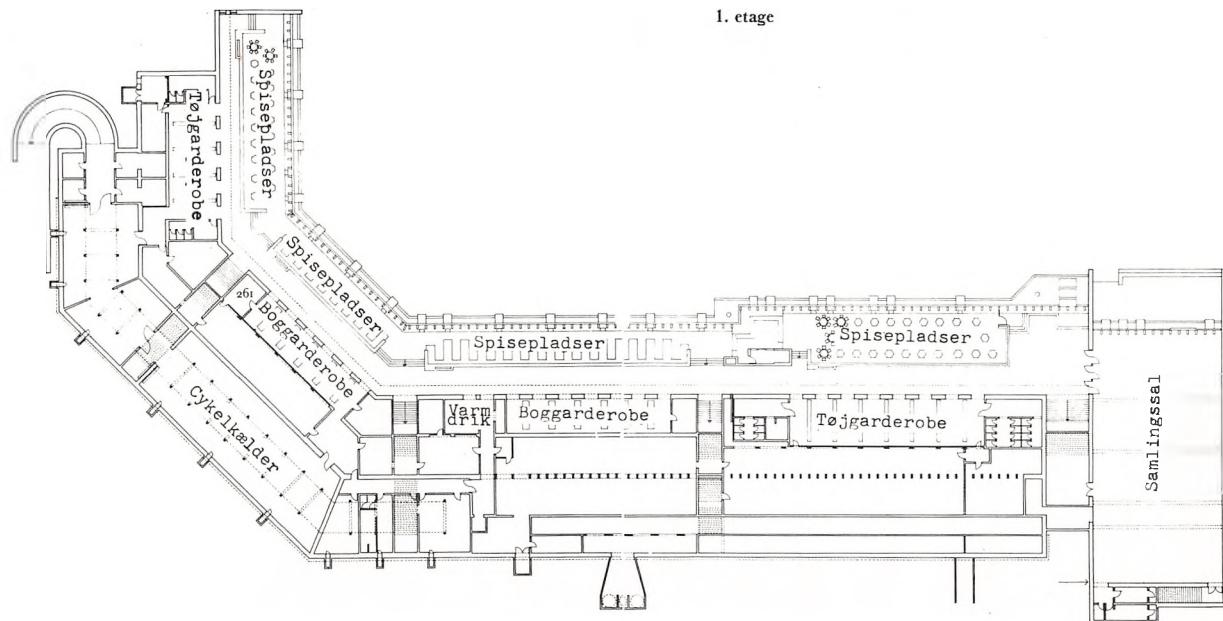 1. etage
Spisepladser
Tøjgarderobe
Spisepladser
261
Boggarderobe
Spisepladser
Spisepladser
Cykelkælder
Varm
drik
Boggarderobe
Tøjgarderobe
Samlingssal